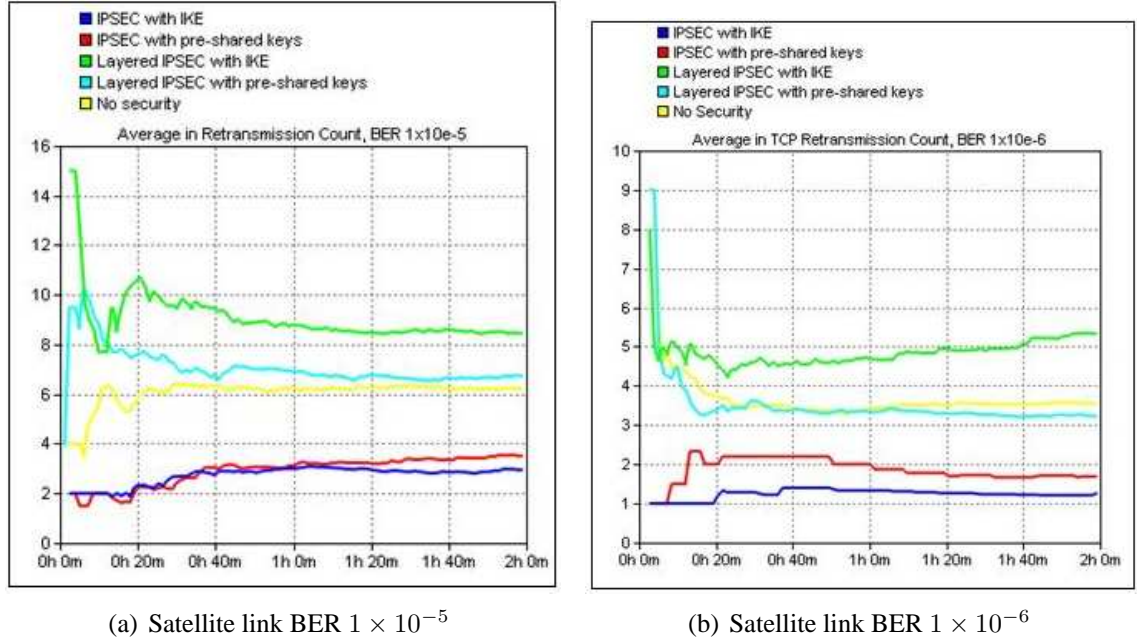 IPSEC with IKE
IPSEC with pre-shared keys
Layered IPSEC with IKE
Layered IPSEC with pre-shared keys
No security
Average in Retransmission Count, BER 1x10e-5
16
14
12
10
8
6
4
2
0
0h 0m 0h 20m 0h 40m 1h 0m 1h 20m 1h 40m 2h 0m
(a) Satellite link BER 1 × 10⁻⁵
IPSEC with IKE
IPSEC with pre-shared keys
Layered IPSEC with IKE
Layered IPSEC with pre-shared keys
No Security
Average in TCP Retransmission Count, BER 1x10e-6
10
9
8
7
6
5
4
3
2
1
0
0h 0m 0h 20m 0h 40m 1h 0m 1h 20m 1h 40m 2h 0m
(b) Satellite link BER 1 × 10⁻⁶